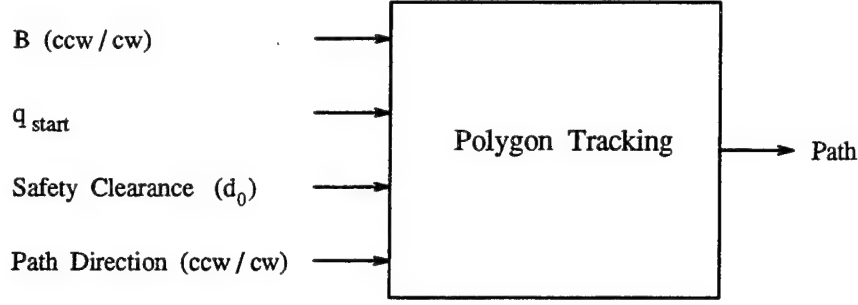 B (ccw / cw)
q start
Safety Clearance (d0)
Path Direction (ccw / cw)
Polygon Tracking
Path